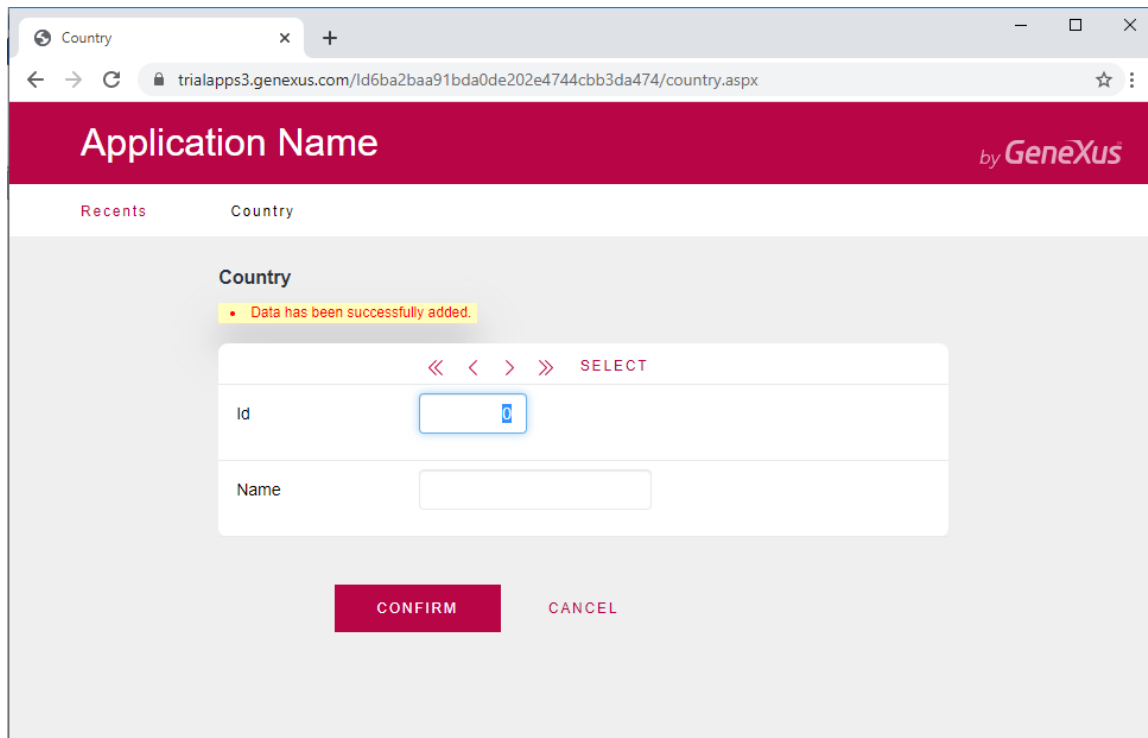 Country
trialapps3.genexus.com/Id6ba2baa91bda0de202e4744cbb3da474/country.aspx
Application Name
by GeneXus
Recents Country
Country
• Data has been successfully added.
SELECT
Id 0
Name
CONFIRM CANCEL